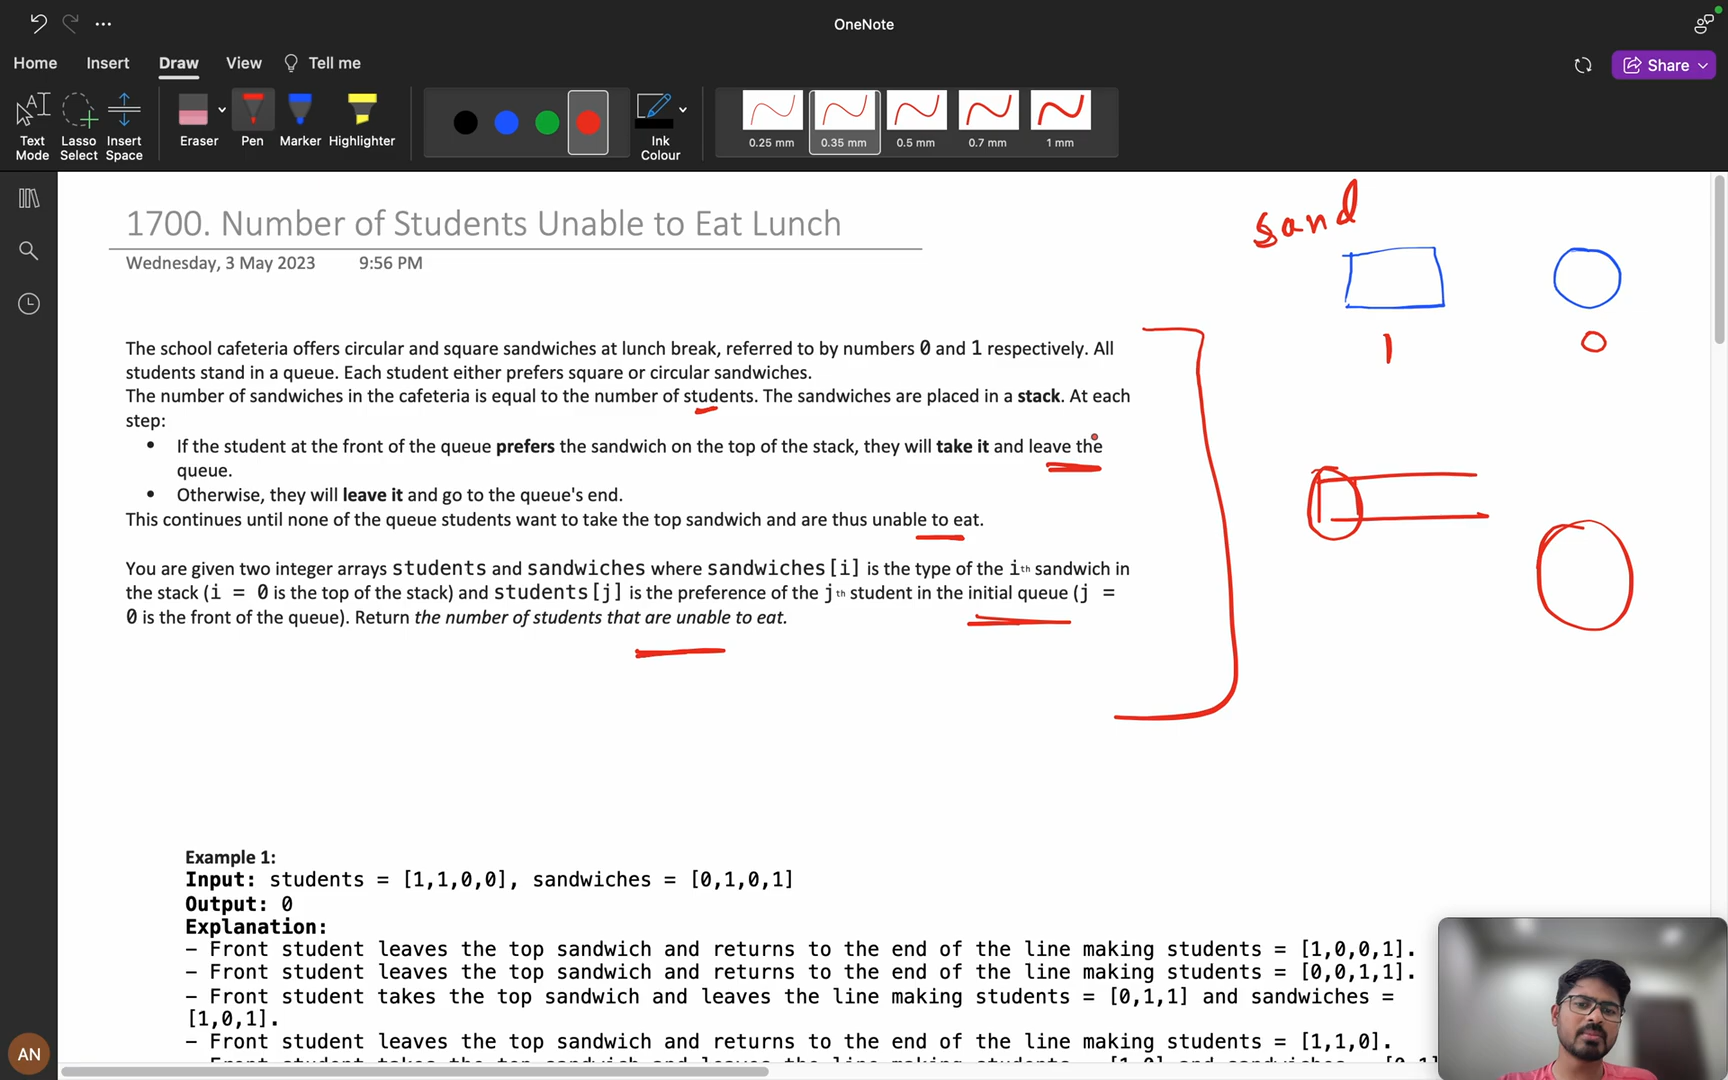 OneNote
Home Insert Draw View Tell me
Share
Text Mode
Lasso Select
Insert Space
Eraser
Pen
Marker
Highlighter
Ink Colour
0.25 mm
0.35 mm
0.5 mm
0.7 mm
1 mm
1700. Number of Students Unable to Eat Lunch
Wednesday, 3 May 2023 9:56 PM
sand
1 0
The school cafeteria offers circular and square sandwiches at lunch break, referred to by numbers 0 and 1 respectively. All
students stand in a queue. Each student either prefers square or circular sandwiches.
The number of sandwiches in the cafeteria is equal to the number of students. The sandwiches are placed in a stack. At each
step:
• If the student at the front of the queue prefers the sandwich on the top of the stack, they will take it and leave the
queue.
• Otherwise, they will leave it and go to the queue's end.
This continues until none of the queue students want to take the top sandwich and are thus unable to eat.
You are given two integer arrays students and sandwiches where sandwiches[i] is the type of the ith sandwich in
the stack (i = 0 is the top of the stack) and students[j] is the preference of the jth student in the initial queue (j =
0 is the front of the queue). Return the number of students that are unable to eat.
Example 1:
Input: students = [1,1,0,0], sandwiches = [0,1,0,1]
Output: 0
Explanation:
- Front student leaves the top sandwich and returns to the end of the line making students = [1,0,0,1].
- Front student leaves the top sandwich and returns to the end of the line making students = [0,0,1,1].
- Front student takes the top sandwich and leaves the line making students = [0,1,1] and sandwiches =
[1,0,1].
- Front student leaves the top sandwich and returns to the end of the line making students = [1,1,0].
AN